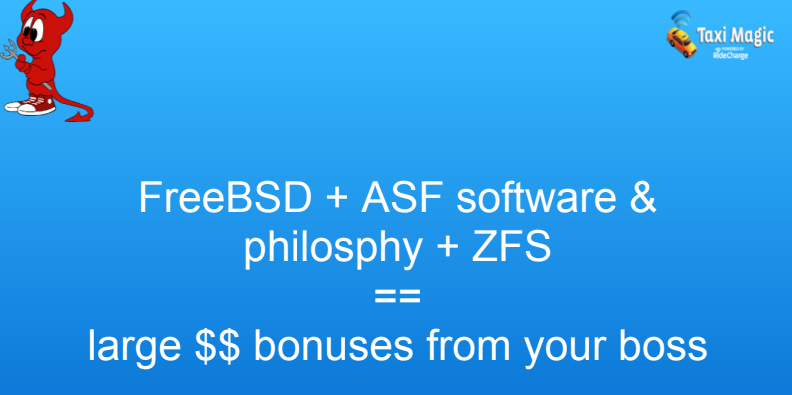 Taxi Magic
POWERED BY
RideCharge
FreeBSD + ASF software &
philosphy + ZFS
==
large $$ bonuses from your boss